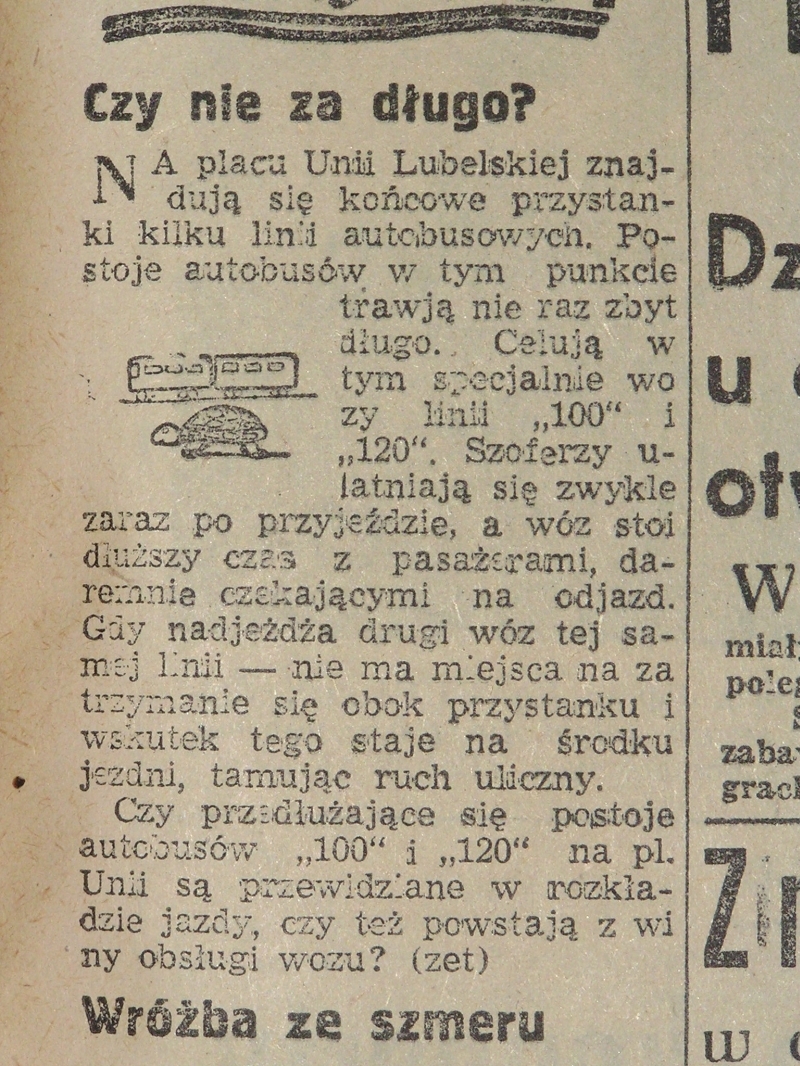 Czy nie za długo?
NA placu Unii Lubelskiej znaj-
dują się końcowe przystan-
ki kilku linii autobusowych. Po-
stoje autobusów w tym punkcie
trawją nie raz zbyt
długo.. Celują w
tym specjalnie wo
zy linii „100“ i
„120“. Szoferzy u-
latniają się zwykle
zaraz po przyjeździe, a wóz stoi
dłuższy czas z pasażerami, da-
remnie czekającymi na odjazd.
Gdy nadjeżdża drugi wóz tej sa-
mej linii — nie ma miejsca na za
trzymanie się obok przystanku i
wskutek tego staje na środku
jezdni, tamując ruch uliczny.
Czy przedłużające się postoje
autobusów „100“ i „120“ na pl.
Unii są przewidziane w rozkła-
dzie jazdy, czy też powstają z wi
ny obsługi wozu? (zet)
Wróżba ze szmeru
Dz
u
otw
W
miał
poleg
zaba
grach
Zn
w